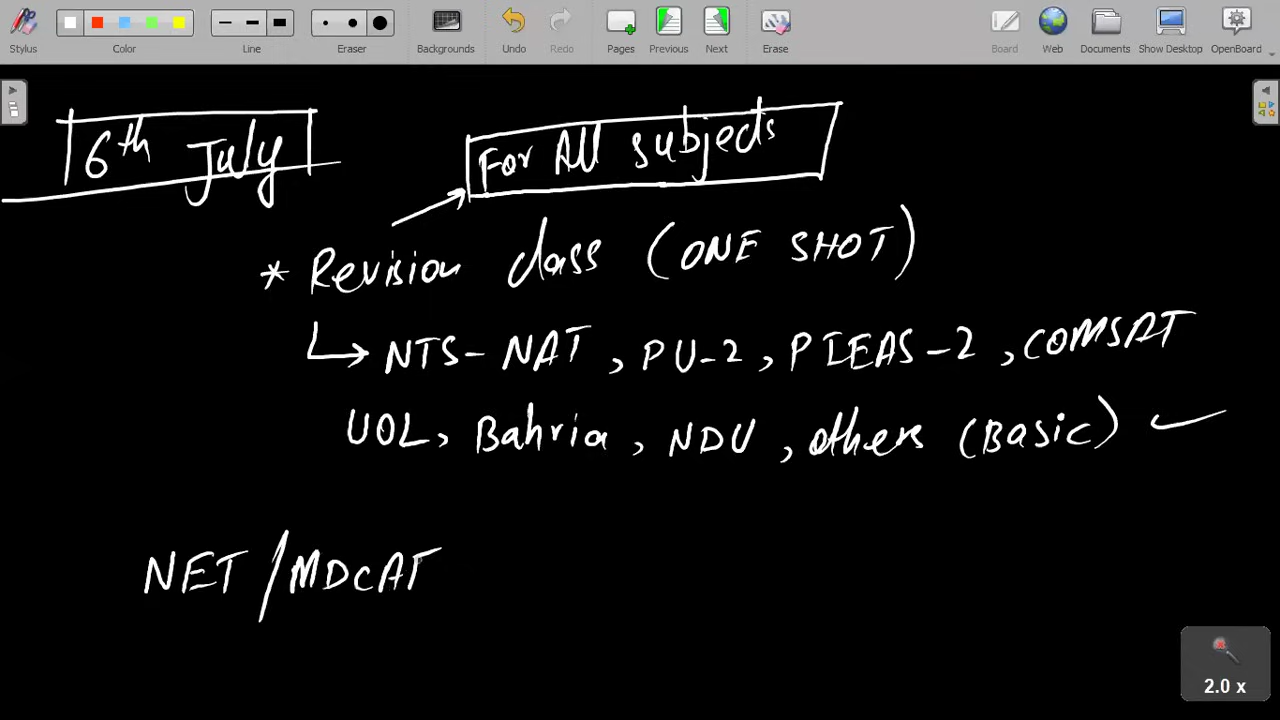 Stylus Color Line Eraser Backgrounds Undo Redo Pages Previous Next Erase Board Web Documents Show Desktop OpenBoard
6th July
For All subjects
* Revision class (ONE SHOT)
NTS-NAT, PU-2, PIEAS-2, COMSAT
UOL, Bahria, NDU, others (Basic)
NET/MDCAT
2.0 x